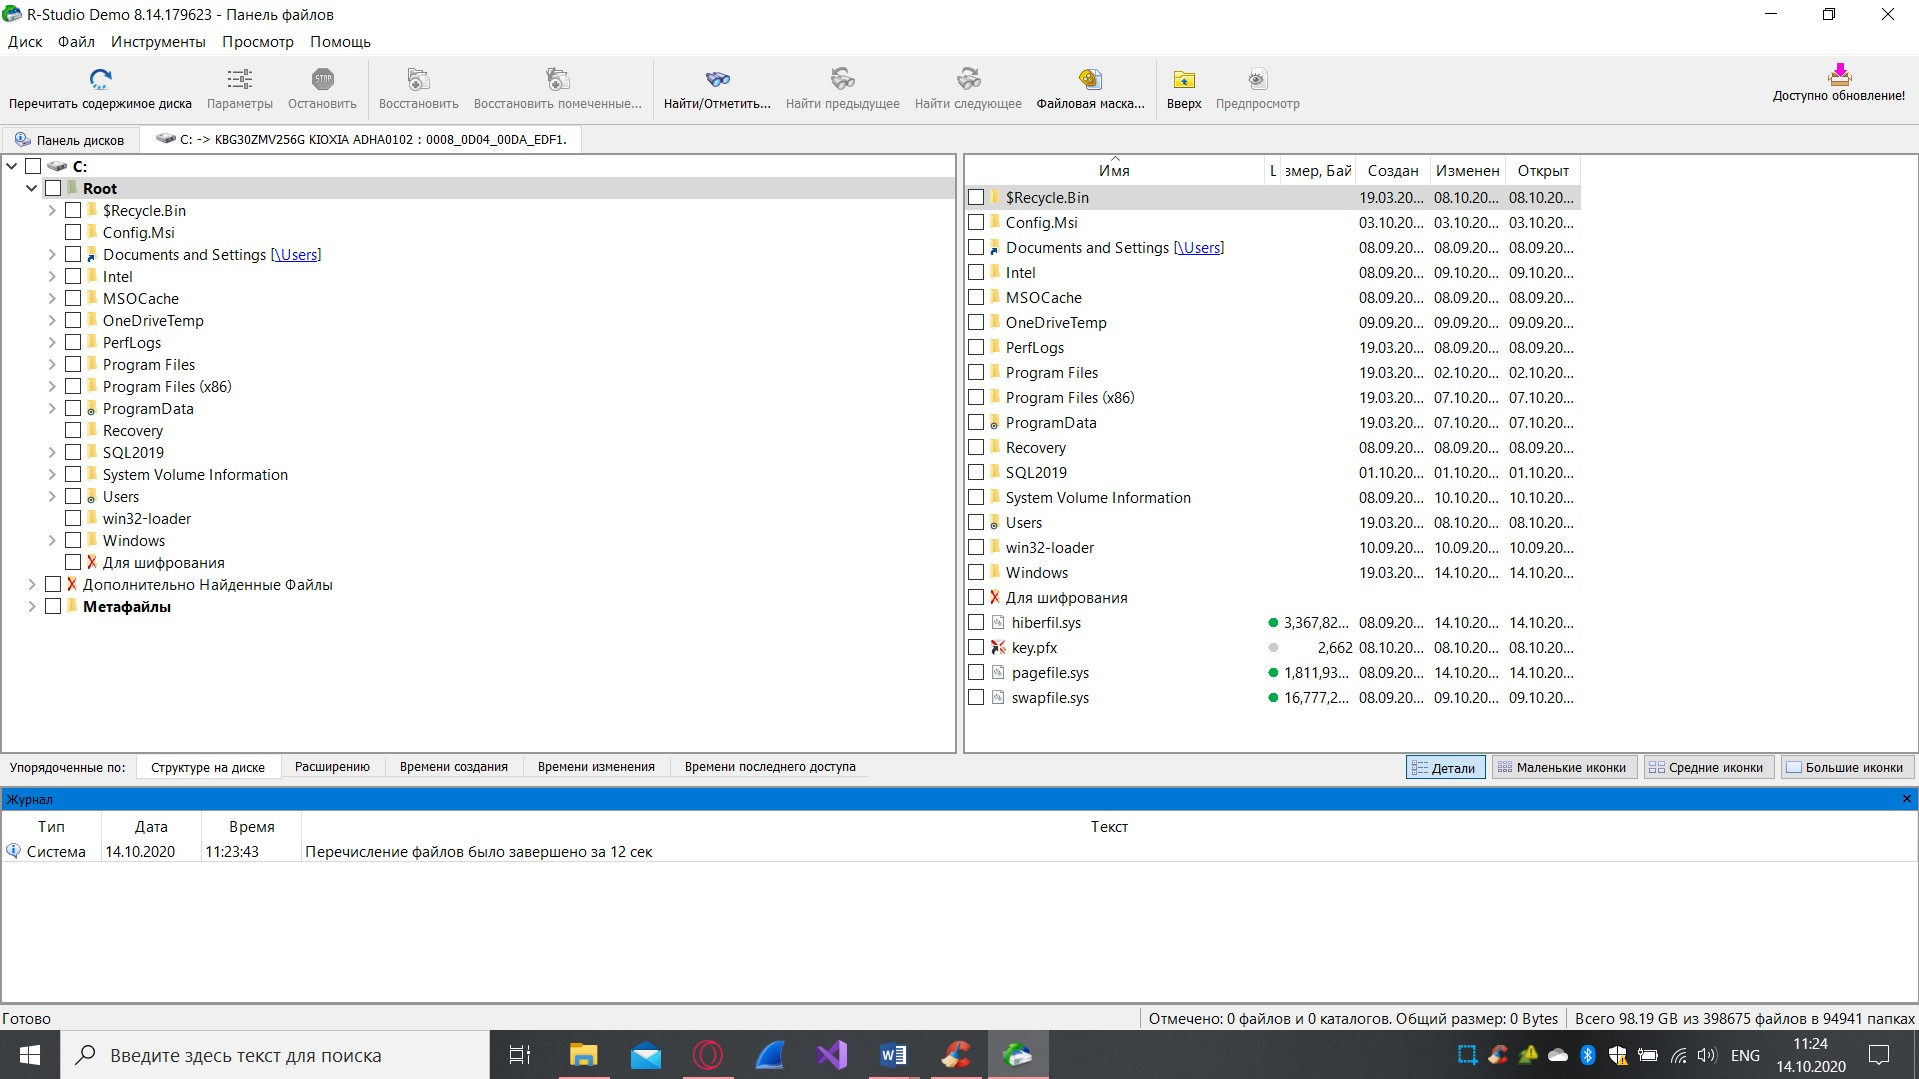 R-Studio Demo 8.14.179623 - Панель файлов
Диск Файл Инструменты Просмотр Помощь
Перечитать содержимое диска Параметры Остановить Восстановить Восстановить помеченные... Найти/Отметить... Найти предыдущее Найти следующее Файловая маска... Вверх Предпросмотр Доступно обновление!
Панель дисков C: -> KBG30ZMV256G KIOXIA ADHA0102 : 0008_0D04_00DA_EDF1.
C:
Root
$Recycle.Bin
Config.Msi
Documents and Settings [\Users]
Intel
MSOCache
OneDriveTemp
PerfLogs
Program Files
Program Files (x86)
ProgramData
Recovery
SQL2019
System Volume Information
Users
win32-loader
Windows
Для шифрования
Дополнительно Найденные Файлы
Метафайлы
Имя L змер, Бай Создан Изменен Открыт
$Recycle.Bin 19.03.20... 08.10.20... 08.10.20...
Config.Msi 03.10.20... 03.10.20... 03.10.20...
Documents and Settings [\Users] 08.09.20... 08.09.20... 08.09.20...
Intel 08.09.20... 09.10.20... 09.10.20...
MSOCache 08.09.20... 08.09.20... 08.09.20...
OneDriveTemp 09.09.20... 09.09.20... 09.09.20...
PerfLogs 19.03.20... 08.09.20... 08.09.20...
Program Files 19.03.20... 02.10.20... 02.10.20...
Program Files (x86) 19.03.20... 07.10.20... 07.10.20...
ProgramData 19.03.20... 07.10.20... 07.10.20...
Recovery 08.09.20... 08.09.20... 08.09.20...
SQL2019 01.10.20... 01.10.20... 01.10.20...
System Volume Information 08.09.20... 10.10.20... 10.10.20...
Users 19.03.20... 08.10.20... 08.10.20...
win32-loader 10.09.20... 10.09.20... 10.09.20...
Windows 19.03.20... 14.10.20... 14.10.20...
Для шифрования
hiberfil.sys 3,367,82... 08.09.20... 14.10.20... 14.10.20...
key.pfx 2,662 08.10.20... 08.10.20... 08.10.20...
pagefile.sys 1,811,93... 08.09.20... 14.10.20... 14.10.20...
swapfile.sys 16,777,2... 08.09.20... 09.10.20... 09.10.20...
Упорядоченные по: Структуре на диске Расширению Времени создания Времени изменения Времени последнего доступа Детали Маленькие иконки Средние иконки Большие иконки
Журнал
Тип Дата Время Текст
Система 14.10.2020 11:23:43 Перечисление файлов было завершено за 12 сек
Готово Отмечено: 0 файлов и 0 каталогов. Общий размер: 0 Bytes Всего 98.19 GB из 398675 файлов в 94941 папках
Введите здесь текст для поиска ENG 11:24
14.10.2020